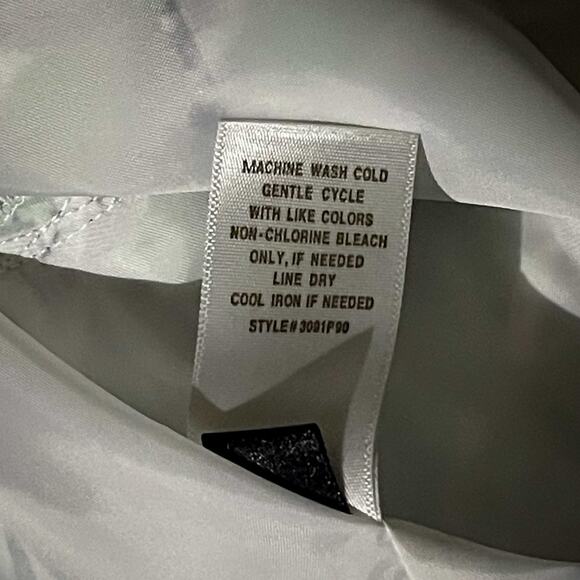 MACHINE WASH COLD
GENTLE CYCLE
WITH LIKE COLORS
NON-CHLORINE BLEACH
ONLY, IF NEEDED
LINE DRY
COOL IRON IF NEEDED
STYLE# 3091P90